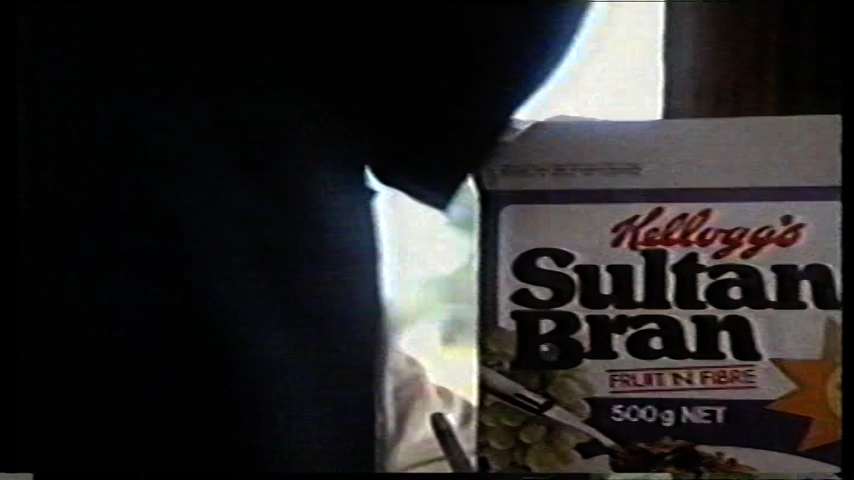 Kellogg's
Sultan
Bran
FRUIT 'N FIBRE
500g NET